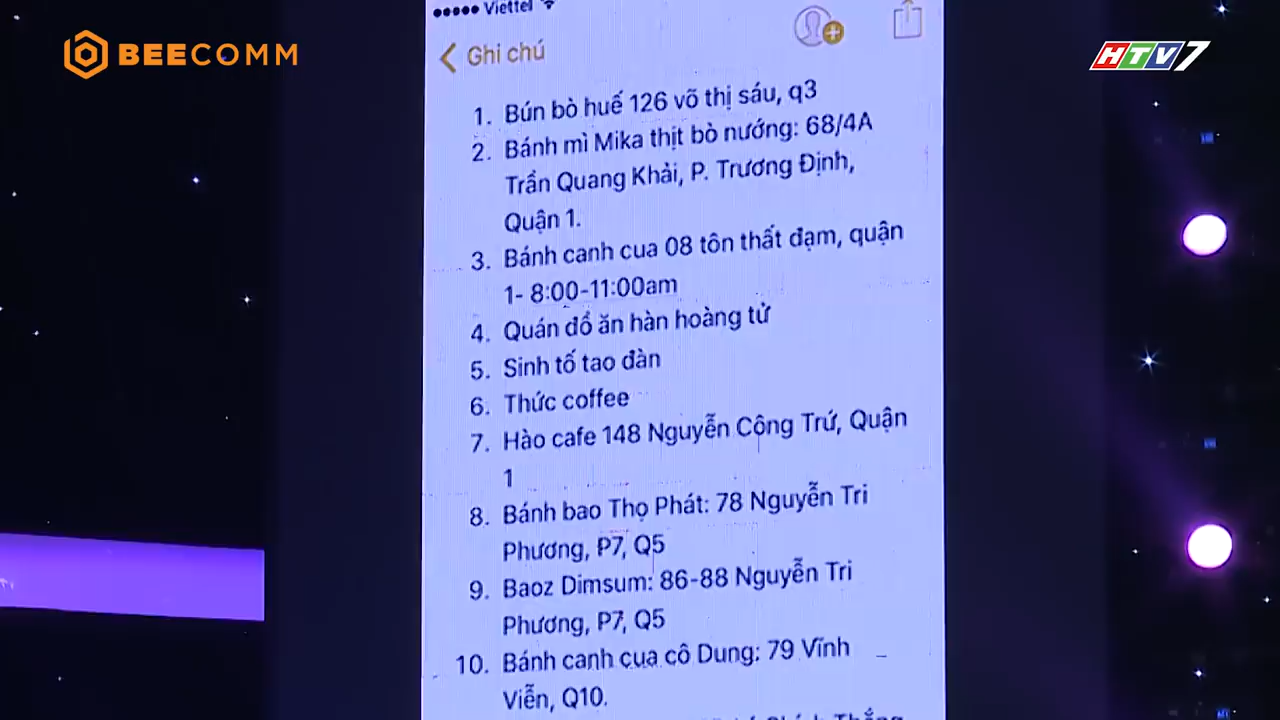 BEECOMM
HTV7
Viettel
Ghi chú
1. Bún bò huế 126 võ thị sáu, q3
2. Bánh mì Mika thịt bò nướng: 68/4A
Trần Quang Khải, P. Trương Định,
Quận 1.
3. Bánh canh cua 08 tôn thất đạm, quận
1- 8:00-11:00am
4. Quán đồ ăn hàn hoàng tử
5. Sinh tố tao đàn
6. Thức coffee
7. Hào cafe 148 Nguyễn Công Trứ, Quận
1
8. Bánh bao Thọ Phát: 78 Nguyễn Tri
Phương, P7, Q5
9. Baoz Dimsum: 86-88 Nguyễn Tri
Phương, P7, Q5
10. Bánh canh cua cô Dung: 79 Vĩnh
Viễn, Q10.